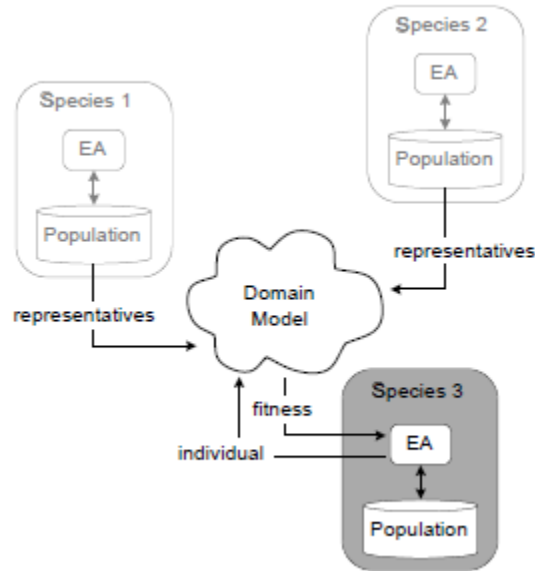 Species 2
EA
Population
representatives
Species 1
EA
Population
representatives
Domain
Model
fitness
individual
Species 3
EA
Population